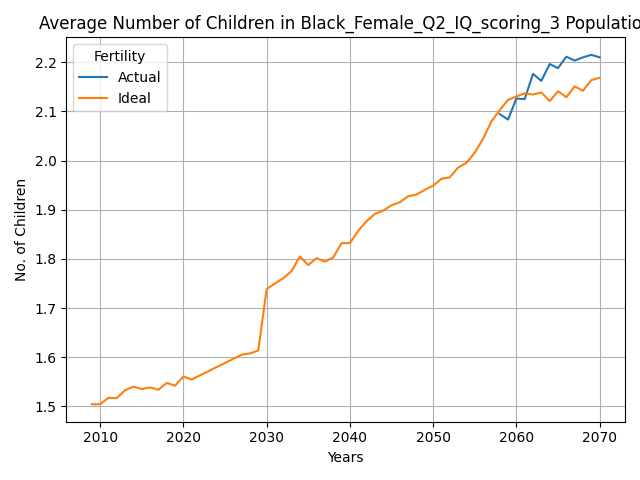 Average Number of Children in Black_Female_Q2_IQ_scoring_3 Populatio
Fertility
Actual
Ideal
No. of Children
2.2
2.1
2.0
1.9
1.8
1.7
1.6
1.5
2010 2020 2030 2040 2050 2060 2070
Years